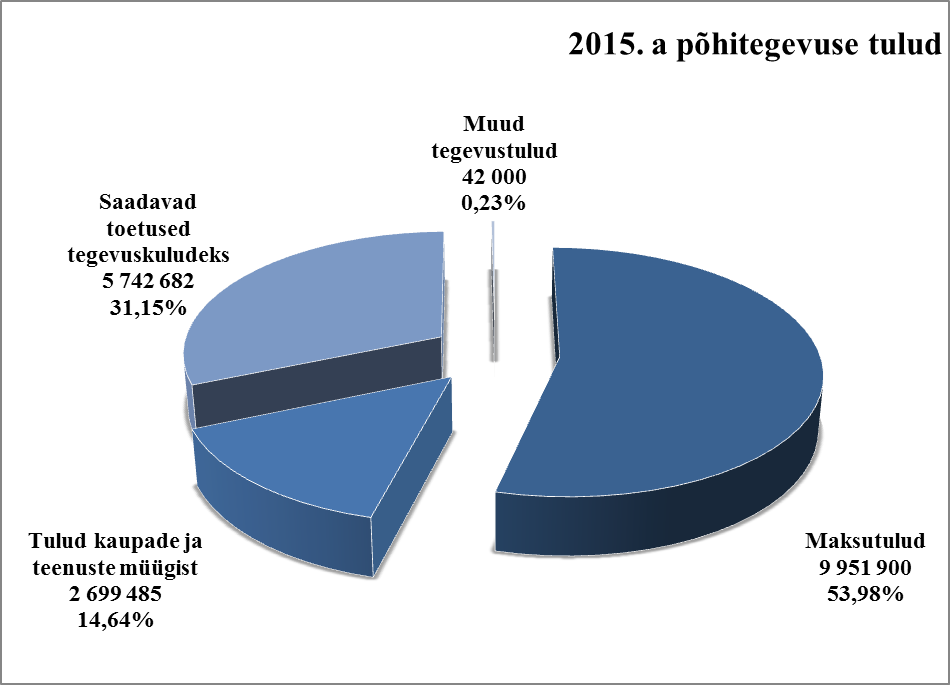 2015. a põhitegevuse tulud
Muud
tegevustulud
42 000
0,23%
Saadavad
toetused
tegevuskuludeks
5 742 682
31,15%
Tulud kaupade ja
teenuste müügist
2 699 485
14,64%
Maksutulud
9 951 900
53,98%